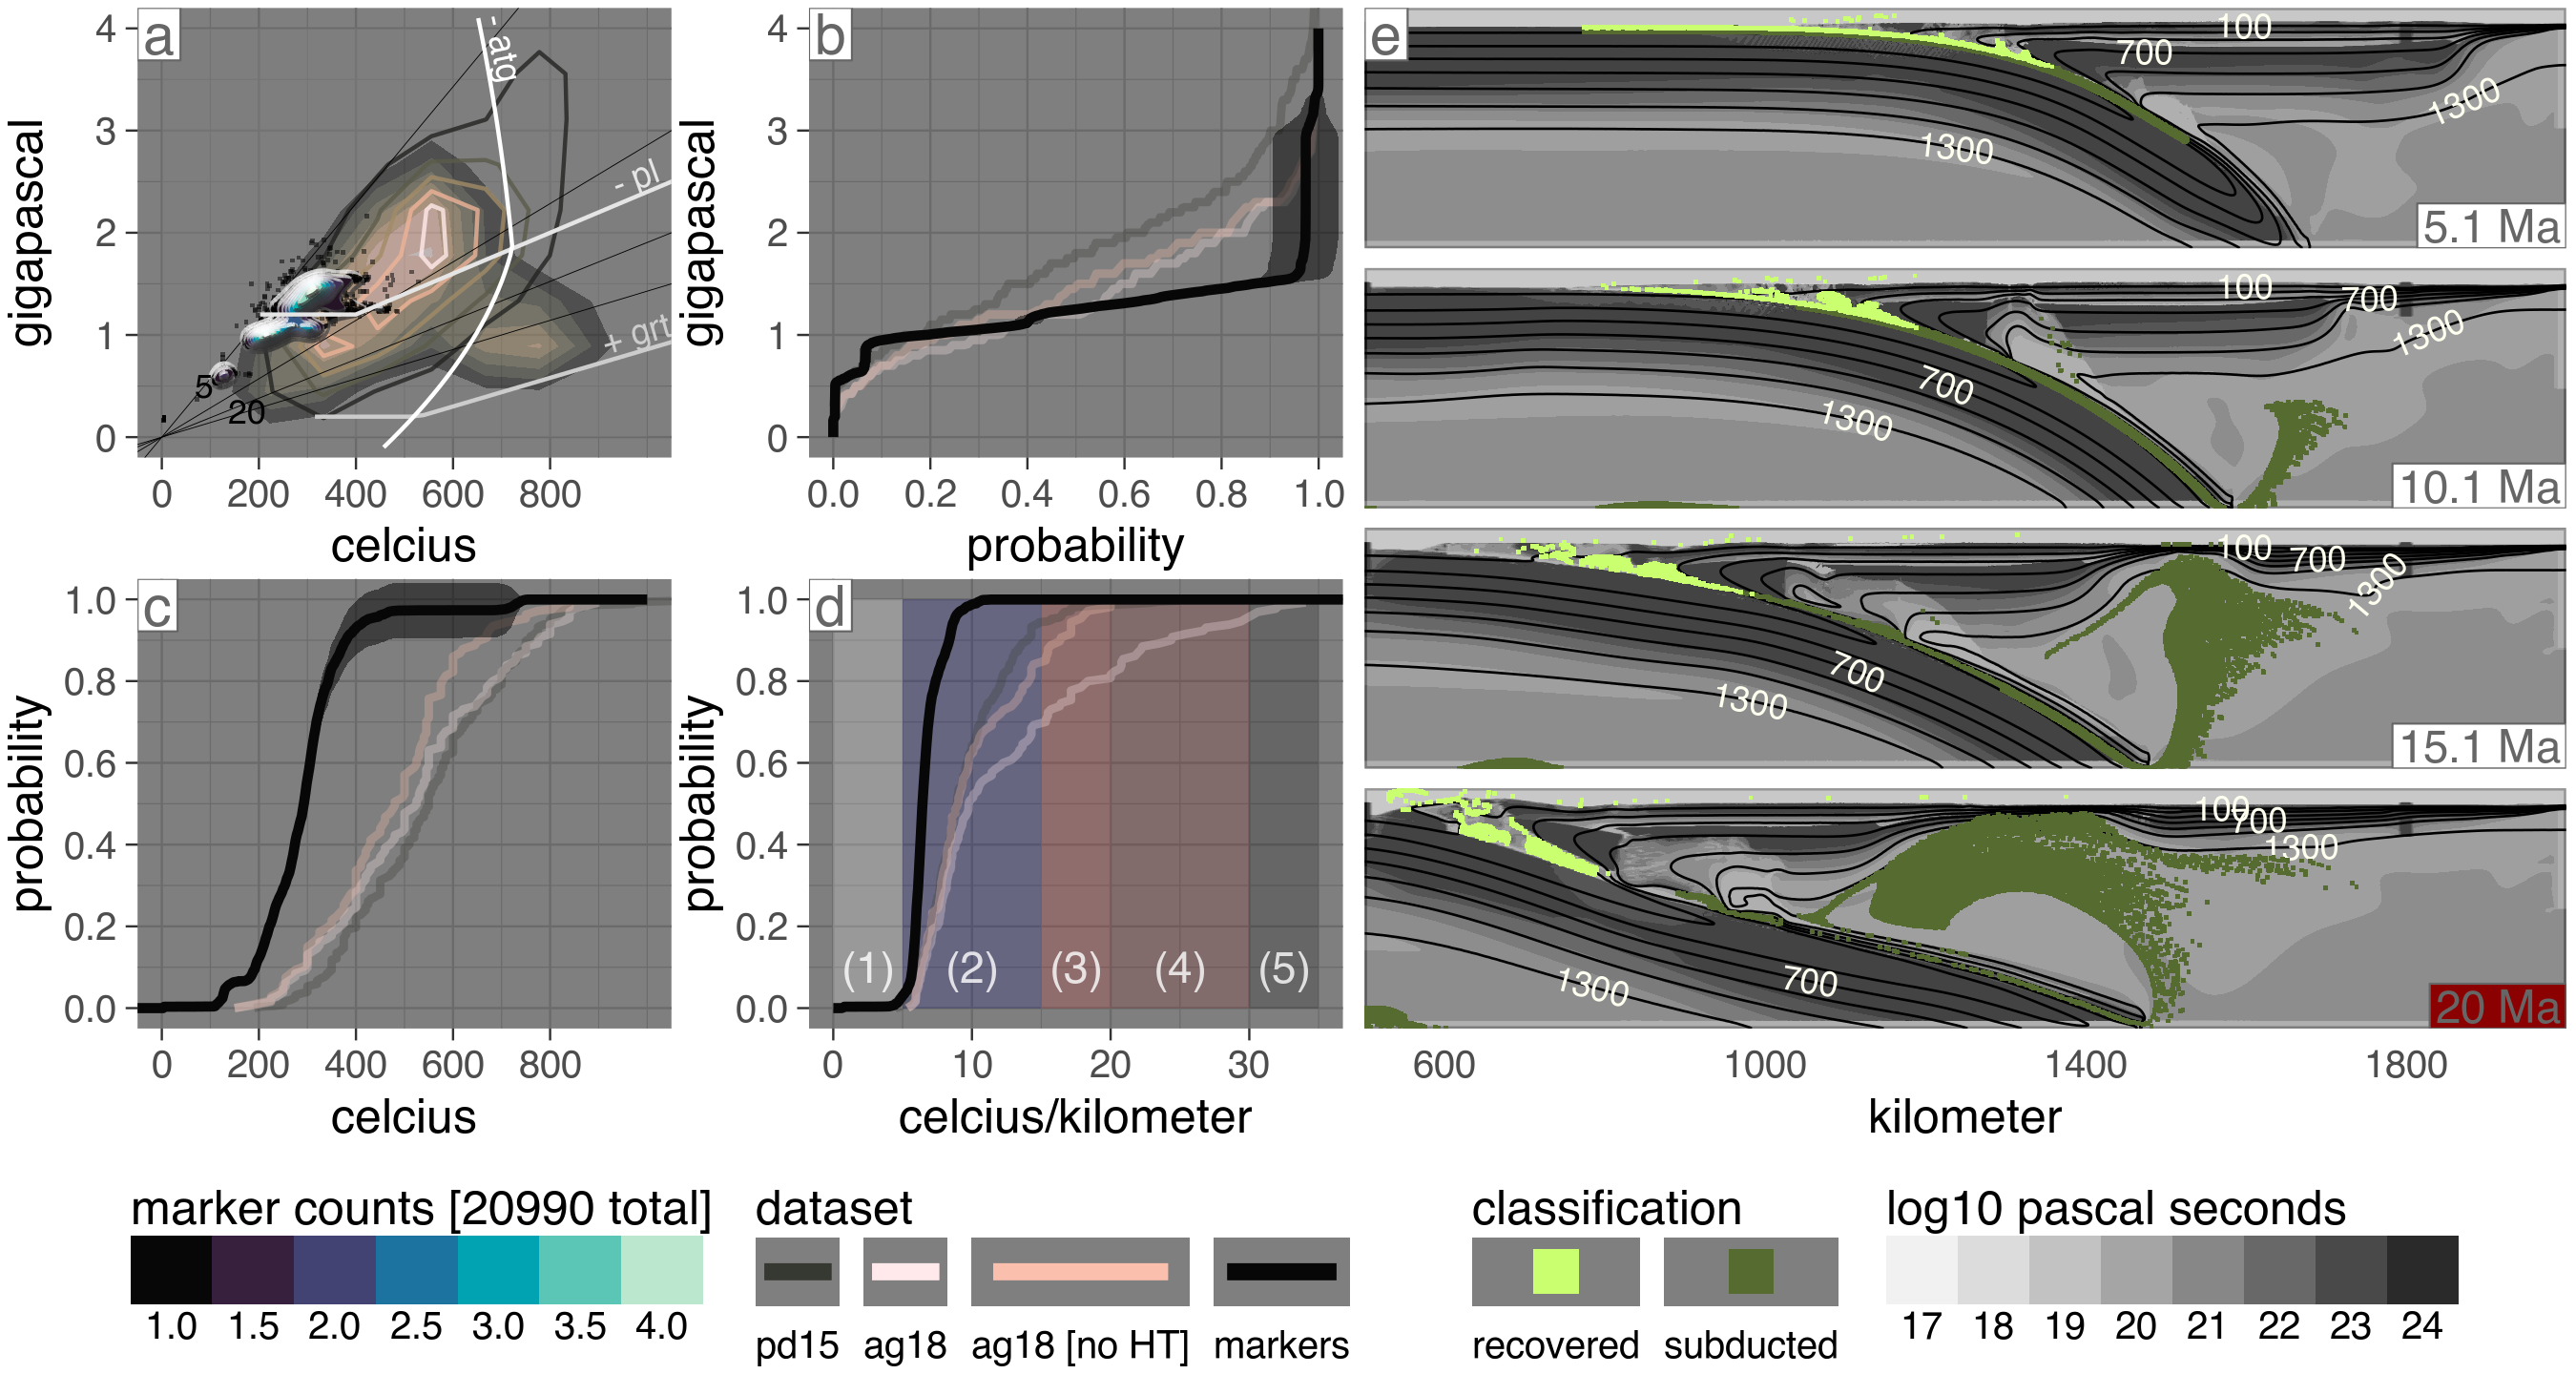 a
gigapascal
4
3
2
1
0
- atg
- pl
+ grt
5
20
0 200 400 600 800
celcius
b
gigapascal
4
3
2
1
0
0.0 0.2 0.4 0.6 0.8 1.0
probability
c
probability
1.0
0.8
0.6
0.4
0.2
0.0
0 200 400 600 800
celcius
d
probability
1.0
0.8
0.6
0.4
0.2
0.0
(1) (2) (3) (4) (5)
0 10 20 30
celcius/kilometer
e
100
700
1300
1300
5.1 Ma
100
700
1300
700
1300
10.1 Ma
100
700
1300
700
1300
15.1 Ma
100
700
1300
700
1300
20 Ma
600 1000 1400 1800
kilometer
marker counts [20990 total]
1.0 1.5 2.0 2.5 3.0 3.5 4.0
dataset
pd15 ag18 ag18 [no HT] markers
classification
recovered subducted
log10 pascal seconds
17 18 19 20 21 22 23 24